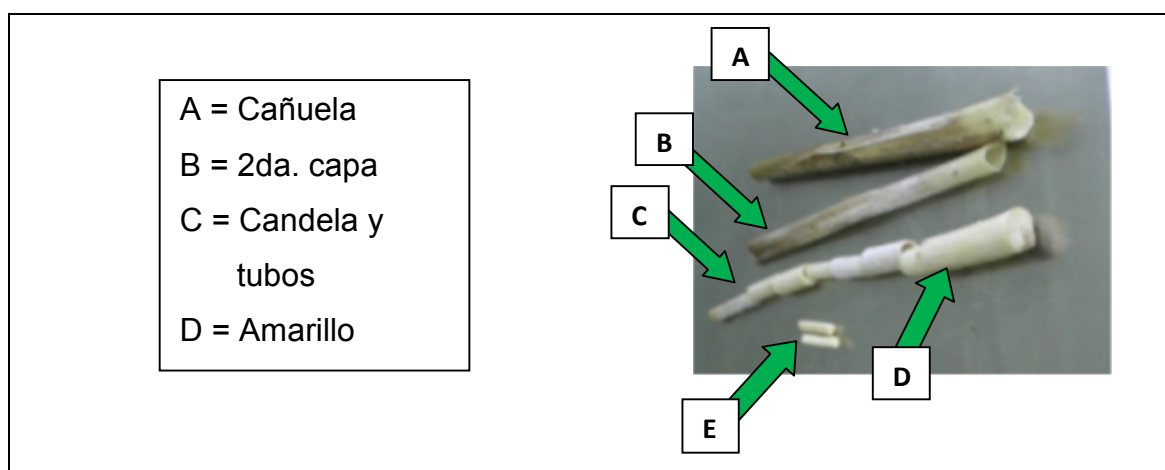 A = Cañuela
B = 2da. capa
C = Candela y
tubos
D = Amarillo
A
B
C
D
E